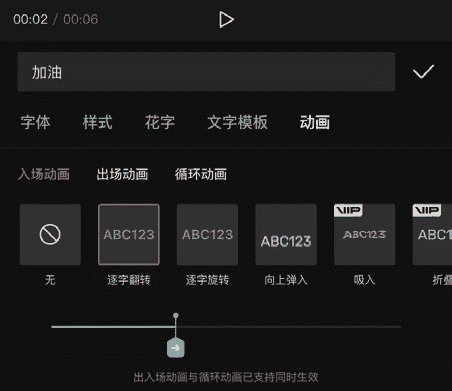 00:02 / 00:06
加油
字体 样式 花字 文字模板 动画
入场动画 出场动画 循环动画
ABC123 ABC123 ABC123 VIP ABC123 VIP ABC1
无 逐字翻转 逐字旋转 向上弹入 吸入 折叠
出入场动画与循环动画已支持同时生效